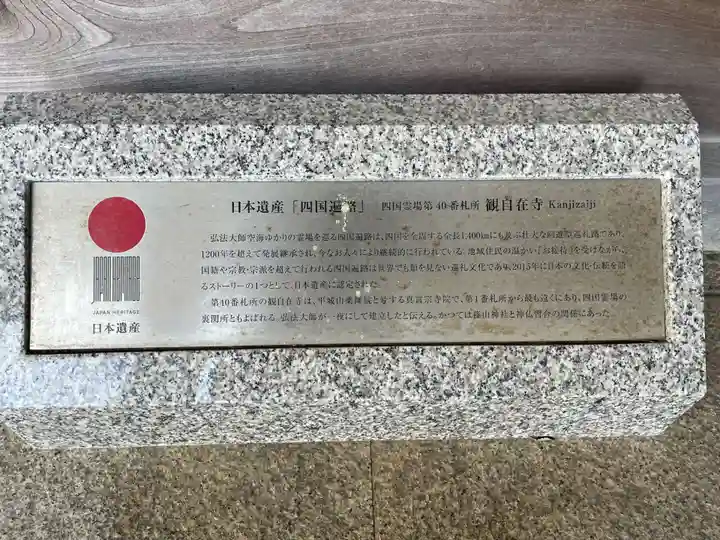 日本遺産「四国遍路」 四国霊場第40番札所 観自在寺 Kanjizaiji
弘法大師空海ゆかりの霊場を巡る四国遍路は、四国を全周する全長1,400kmにも及ぶ壮大な回遊型巡礼路であり、
1200年を超えて発展継承され、今なお人々により継続的に行われている。地域住民の温かい「お接待」を受けながら、
国籍や宗教・宗派を超えて行われる四国遍路は世界でも類を見ない巡礼文化であり、2015年に日本の文化・伝統を語
るストーリーの1つとして、日本遺産に認定された。
第40番札所の観自在寺は、平城山薬師院と号する真言宗寺院で、第1番札所から最も遠くにあり、四国霊場の
裏関所ともよばれる。弘法大師が一夜にして建立したと伝える。かつては篠山神社と神仏習合の関係にあった。
JAPAN HERITAGE
日本遺産